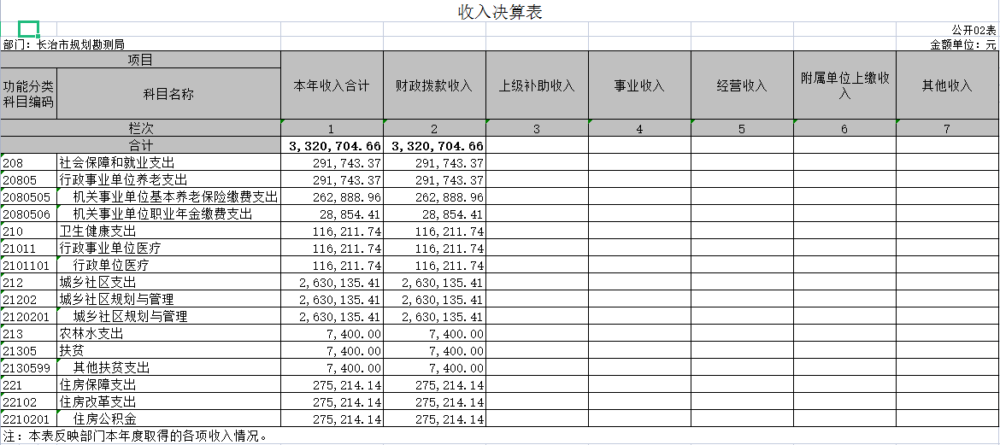 收入决算表
公开02表
部门：长治市规划勘测局 金额单位：元
项目
功能分类科目编码 科目名称 本年收入合计 财政拨款收入 上级补助收入 事业收入 经营收入 附属单位上缴收入 其他收入
栏次 1 2 3 4 5 6 7
合计 3,320,704.66 3,320,704.66
208 社会保障和就业支出 291,743.37 291,743.37
20805 行政事业单位养老支出 291,743.37 291,743.37
2080505 机关事业单位基本养老保险缴费支出 262,888.96 262,888.96
2080506 机关事业单位职业年金缴费支出 28,854.41 28,854.41
210 卫生健康支出 116,211.74 116,211.74
21011 行政事业单位医疗 116,211.74 116,211.74
2101101 行政单位医疗 116,211.74 116,211.74
212 城乡社区支出 2,630,135.41 2,630,135.41
21202 城乡社区规划与管理 2,630,135.41 2,630,135.41
2120201 城乡社区规划与管理 2,630,135.41 2,630,135.41
213 农林水支出 7,400.00 7,400.00
21305 扶贫 7,400.00 7,400.00
2130599 其他扶贫支出 7,400.00 7,400.00
221 住房保障支出 275,214.14 275,214.14
22102 住房改革支出 275,214.14 275,214.14
2210201 住房公积金 275,214.14 275,214.14
注：本表反映部门本年度取得的各项收入情况。